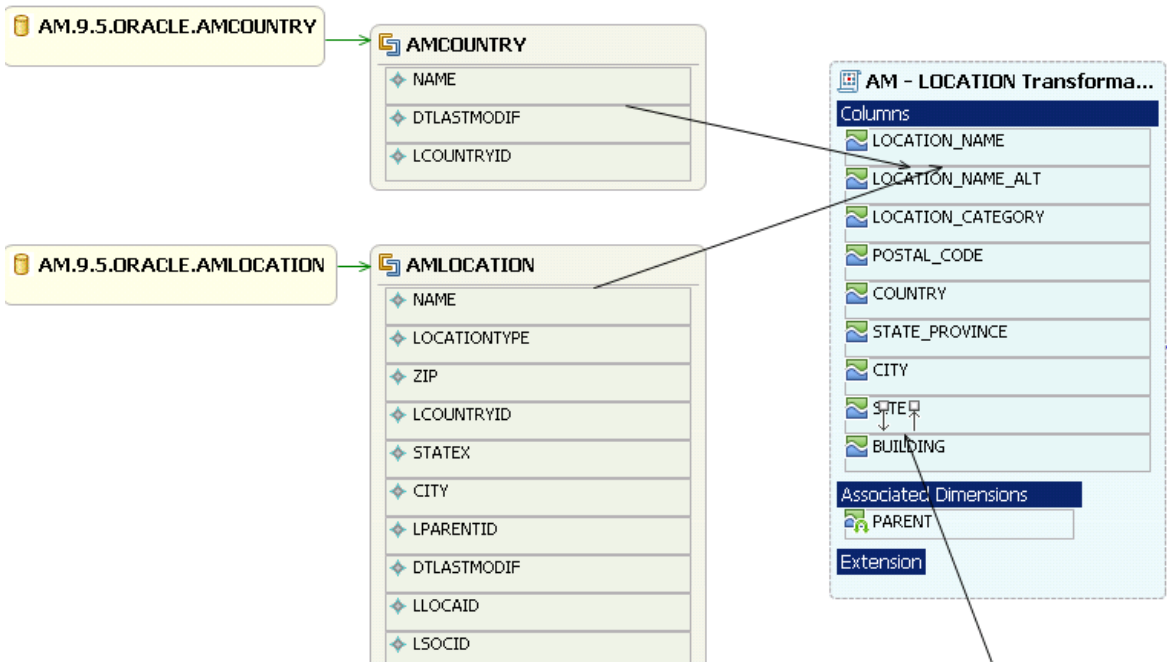 AM.9.5.ORACLE.AMCOUNTRY
AMCOUNTRY
NAME
DTLASTMODIF
LCOUNTRYID
AM.9.5.ORACLE.AMLOCATION
AMLOCATION
NAME
LOCATIONTYPE
ZIP
LCOUNTRYID
STATEX
CITY
LPARENTID
DTLASTMODIF
LLOCAID
LSOCID
AM - LOCATION Transforma...
Columns
LOCATION_NAME
LOCATION_NAME_ALT
LOCATION_CATEGORY
POSTAL_CODE
COUNTRY
STATE_PROVINCE
CITY
SITE
BUILDING
Associated Dimensions
PARENT
Extension